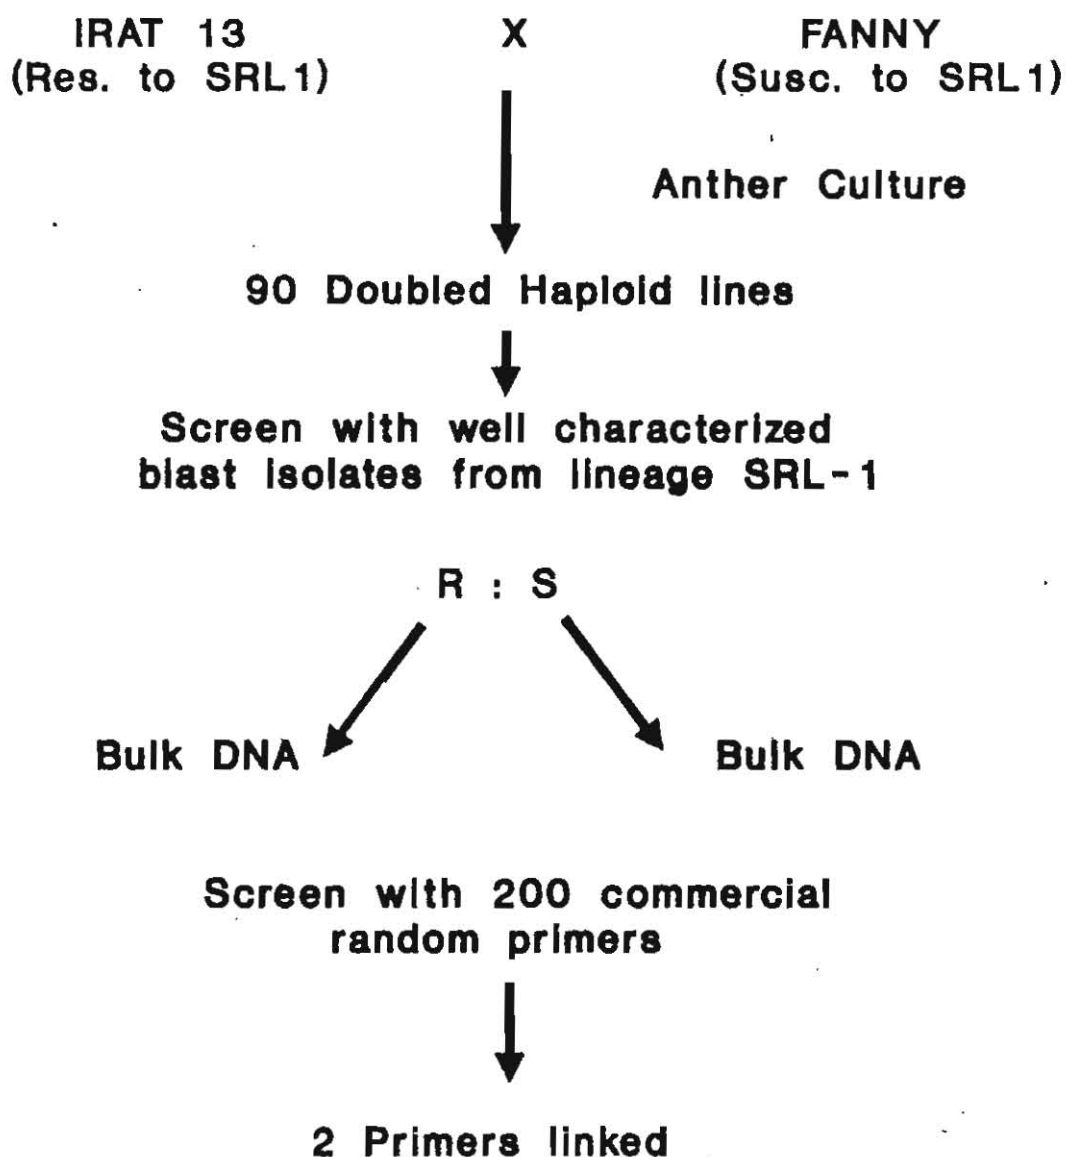 IRAT 13 X FANNY
(Res. to SRL1) (Susc. to SRL1)
Anther Culture
90 Doubled Haploid lines
Screen with well characterized
blast isolates from lineage SRL-1
R : S
Bulk DNA Bulk DNA
Screen with 200 commercial
random primers
2 Primers linked